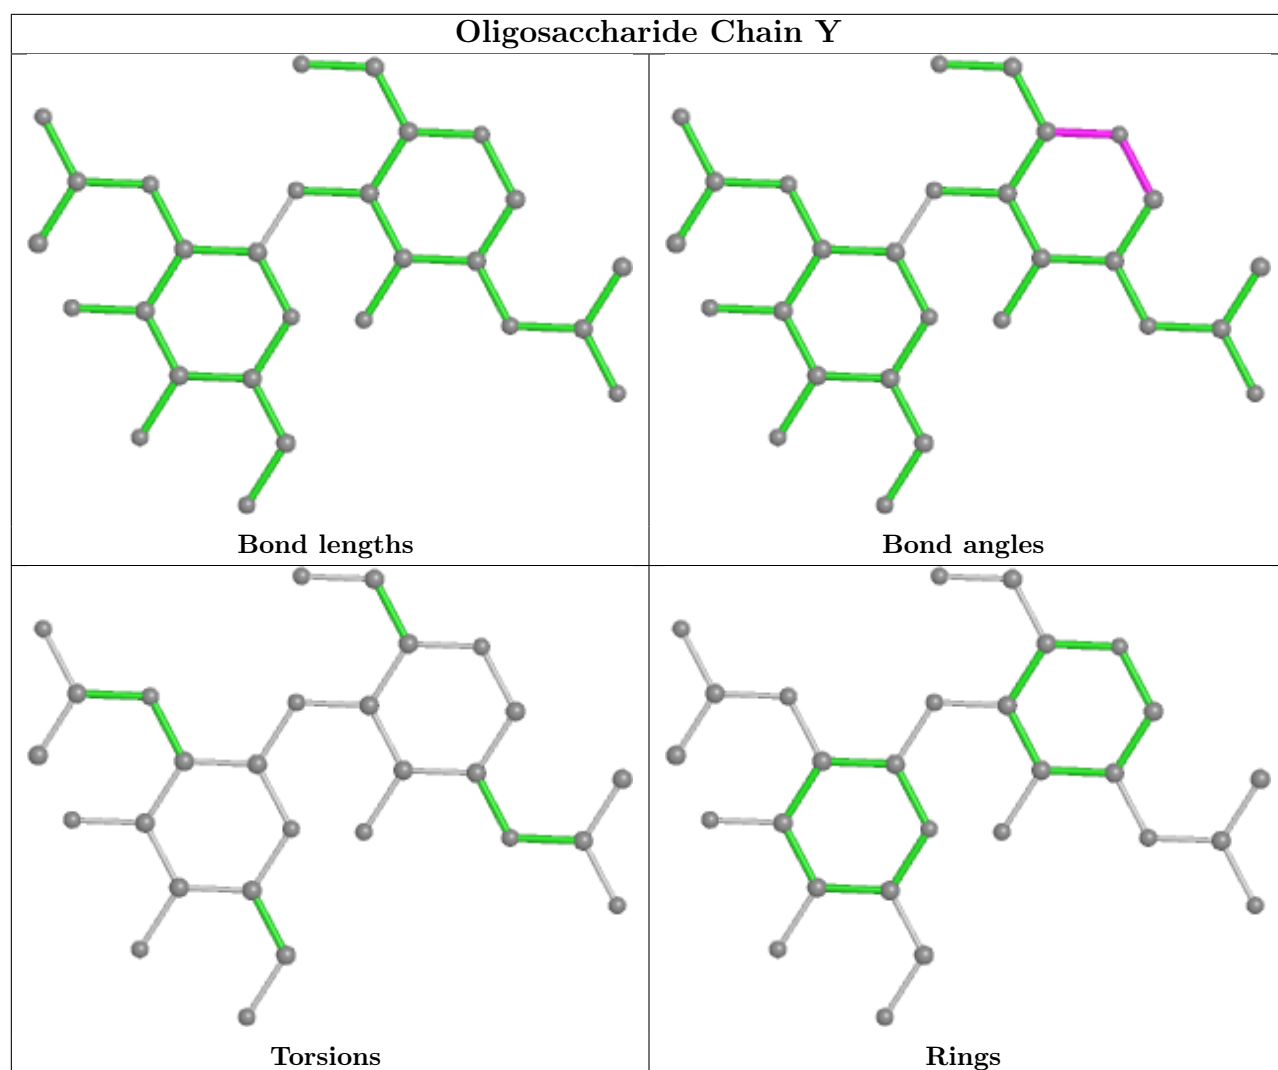 Oligosaccharide Chain Y
Bond lengths
Bond angles
Torsions
Rings